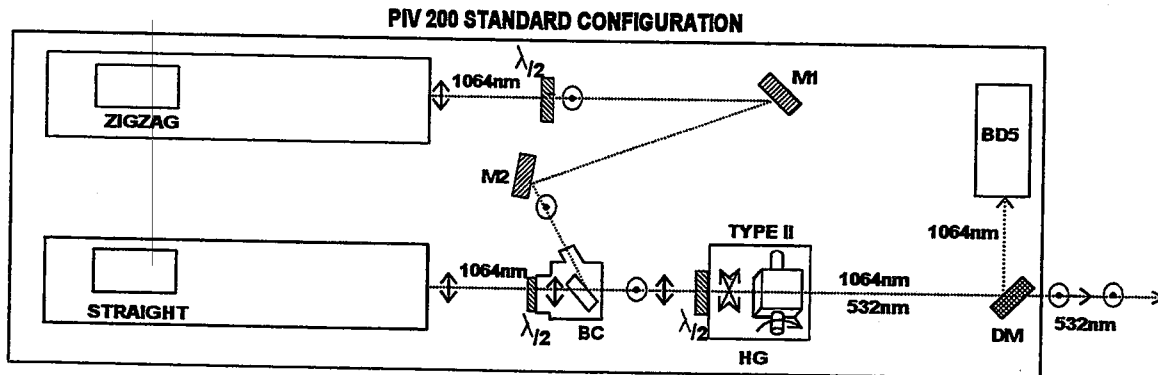 PIV 200 STANDARD CONFIGURATION
1064nm
λ/2
M1
ZIGZAG
BD5
M2
TYPE II
1064nm
1064nm
1064nm
532nm
STRAIGHT
λ/2
BC
λ/2
HG
DM
532nm